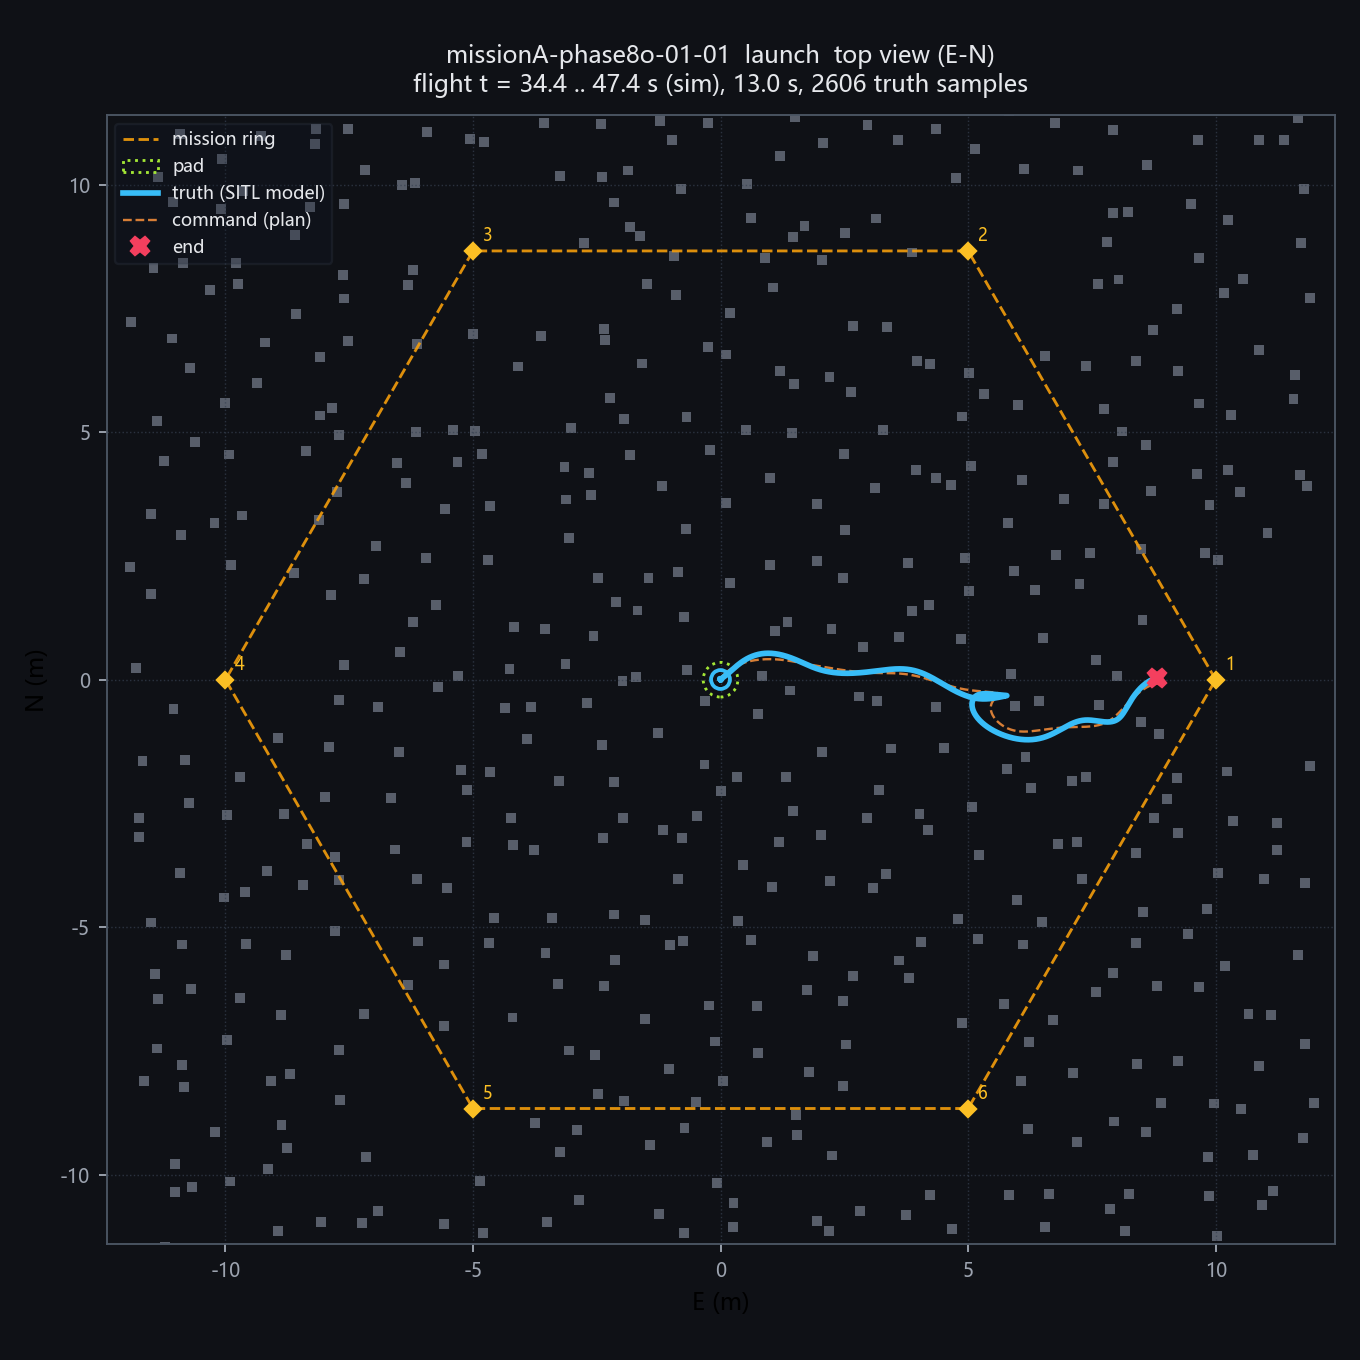 missionA-phase8o-01-01 launch top view (E-N)
flight t = 34.4 .. 47.4 s (sim), 13.0 s, 2606 truth samples
mission ring
pad
truth (SITL model)
command (plan)
end
3
2
4
1
5
6
10
5
0
-5
-10
N (m)
-10
-5
0
5
10
E (m)